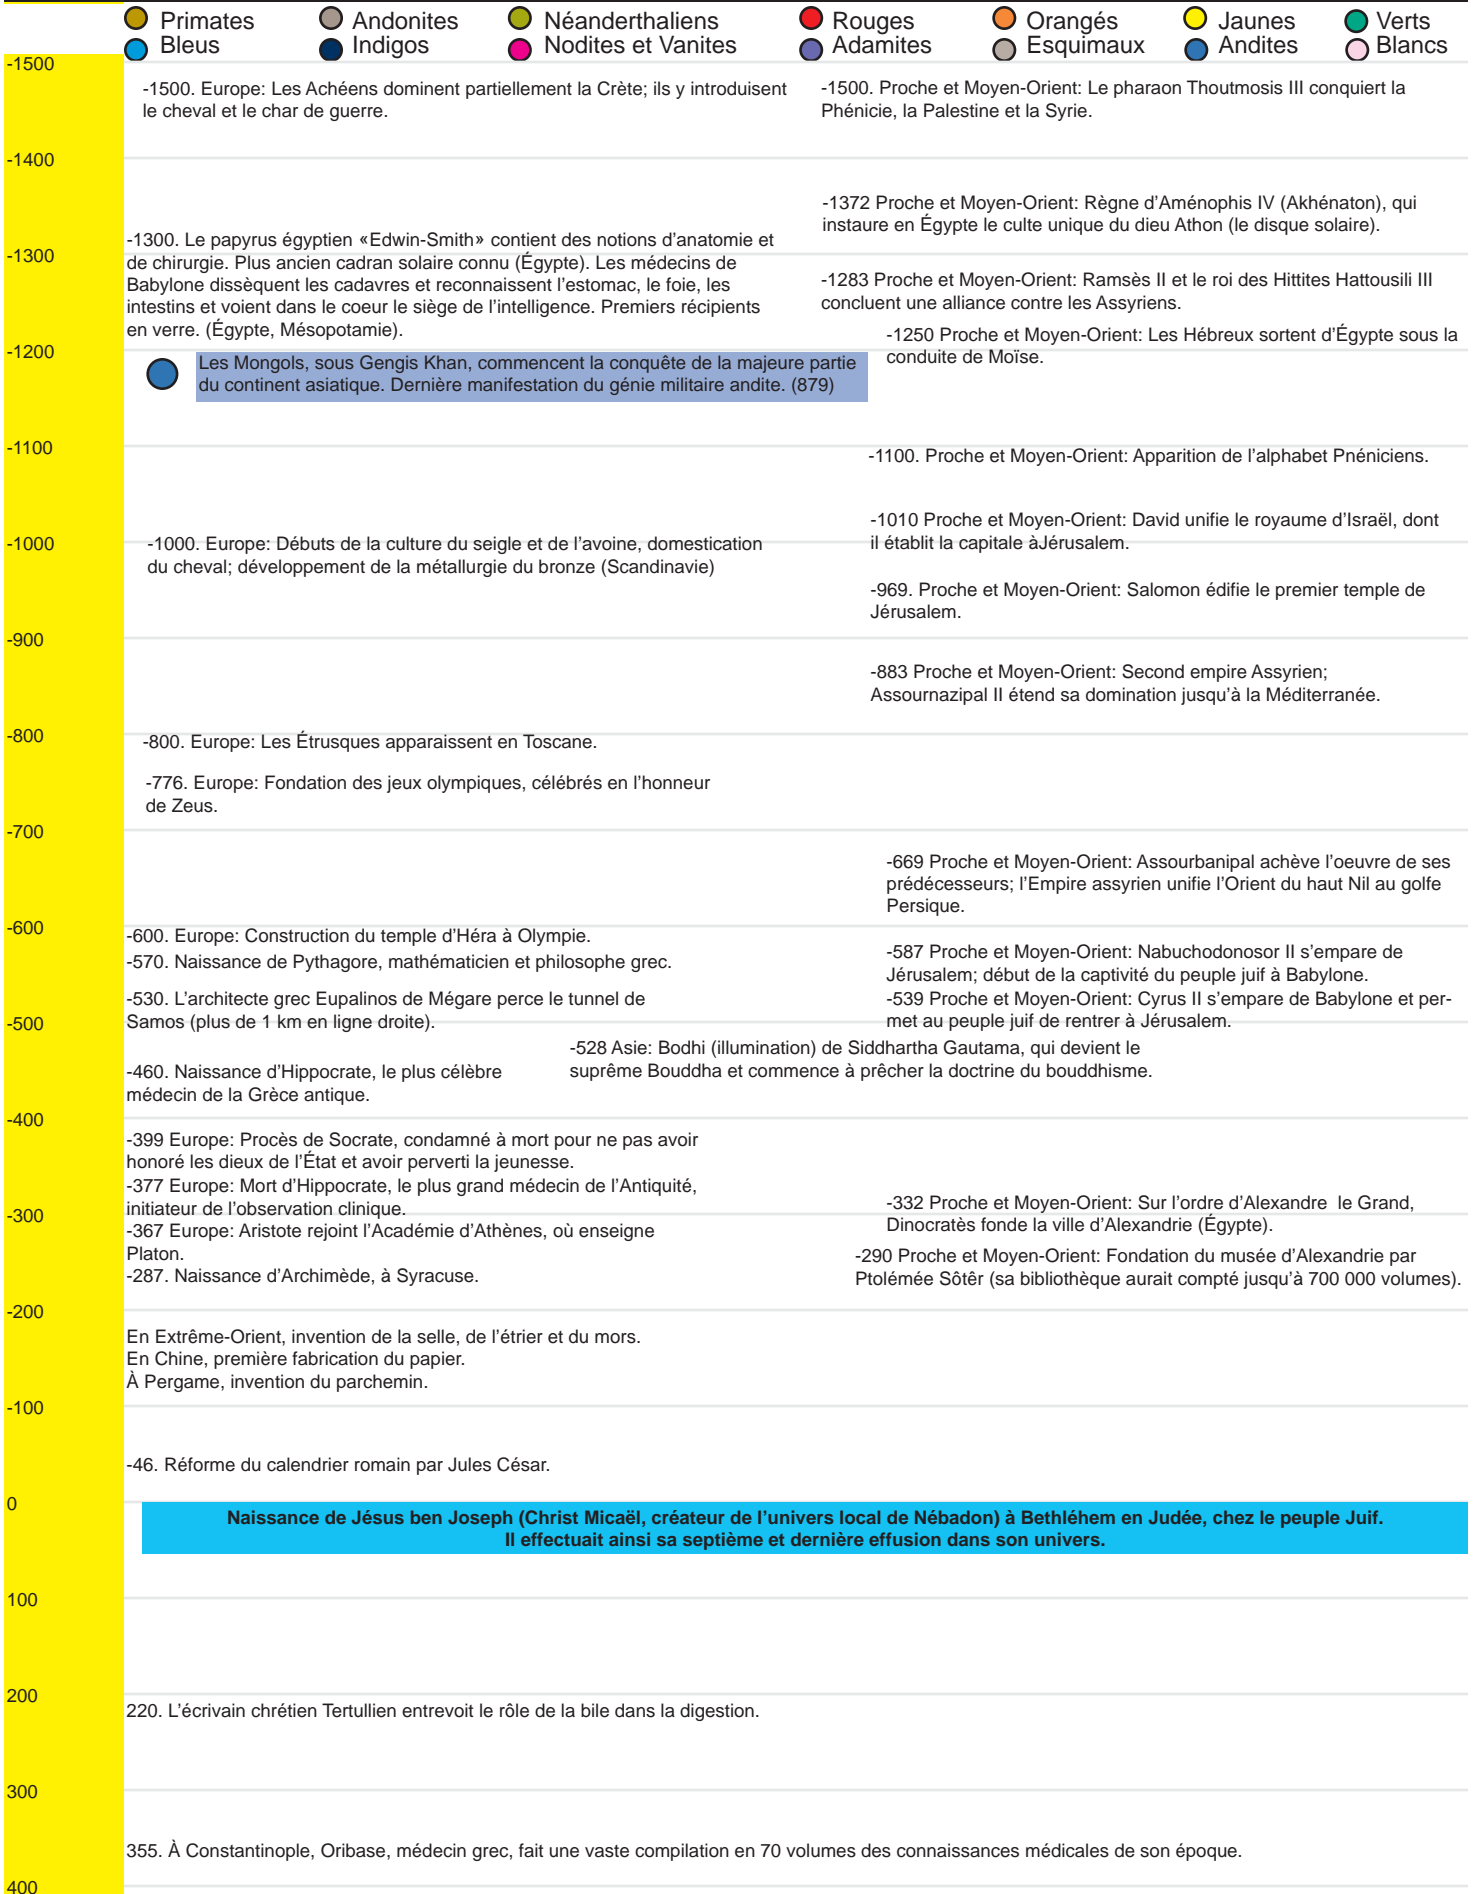 Primates Andonites Néanderthaliens Rouges Orangés Jaunes Verts
Bleus Indigos Nodites et Vanites Adamites Esquimaux Andites Blancs
-1500
-1500. Europe: Les Achéens dominent partiellement la Crète; ils y introduisent
le cheval et le char de guerre.
-1500. Proche et Moyen-Orient: Le pharaon Thoutmosis III conquiert la
Phénicie, la Palestine et la Syrie.
-1400
-1372 Proche et Moyen-Orient: Règne d’Aménophis IV (Akhénaton), qui
instaure en Égypte le culte unique du dieu Athon (le disque solaire).
-1300
-1300. Le papyrus égyptien «Edwin-Smith» contient des notions d’anatomie et
de chirurgie. Plus ancien cadran solaire connu (Égypte). Les médecins de
Babylone dissèquent les cadavres et reconnaissent l’estomac, le foie, les
intestins et voient dans le coeur le siège de l’intelligence. Premiers récipients
en verre. (Égypte, Mésopotamie).
-1283 Proche et Moyen-Orient: Ramsès II et le roi des Hittites Hattousili III
concluent une alliance contre les Assyriens.
-1250 Proche et Moyen-Orient: Les Hébreux sortent d’Égypte sous la
conduite de Moïse.
-1200
Les Mongols, sous Gengis Khan, commencent la conquête de la majeure partie
du continent asiatique. Dernière manifestation du génie militaire andite. (879)
-1100
-1100. Proche et Moyen-Orient: Apparition de l’alphabet Pnéniciens.
-1010 Proche et Moyen-Orient: David unifie le royaume d’Israël, dont
il établit la capitale àJérusalem.
-1000
-1000. Europe: Débuts de la culture du seigle et de l’avoine, domestication
du cheval; développement de la métallurgie du bronze (Scandinavie)
-969. Proche et Moyen-Orient: Salomon édifie le premier temple de
Jérusalem.
-900
-883 Proche et Moyen-Orient: Second empire Assyrien;
Assournazipal II étend sa domination jusqu’à la Méditerranée.
-800
-800. Europe: Les Étrusques apparaissent en Toscane.
-776. Europe: Fondation des jeux olympiques, célébrés en l’honneur
de Zeus.
-700
-669 Proche et Moyen-Orient: Assourbanipal achève l’oeuvre de ses
prédécesseurs; l’Empire assyrien unifie l’Orient du haut Nil au golfe
Persique.
-600
-600. Europe: Construction du temple d’Héra à Olympie.
-570. Naissance de Pythagore, mathématicien et philosophe grec.
-530. L’architecte grec Eupalinos de Mégare perce le tunnel de
Samos (plus de 1 km en ligne droite).
-587 Proche et Moyen-Orient: Nabuchodonosor II s’empare de
Jérusalem; début de la captivité du peuple juif à Babylone.
-539 Proche et Moyen-Orient: Cyrus II s’empare de Babylone et per-
met au peuple juif de rentrer à Jérusalem.
-500
-528 Asie: Bodhi (illumination) de Siddhartha Gautama, qui devient le
suprême Bouddha et commence à prêcher la doctrine du bouddhisme.
-460. Naissance d’Hippocrate, le plus célèbre
médecin de la Grèce antique.
-400
-399 Europe: Procès de Socrate, condamné à mort pour ne pas avoir
honoré les dieux de l’État et avoir perverti la jeunesse.
-377 Europe: Mort d’Hippocrate, le plus grand médecin de l’Antiquité,
initiateur de l’observation clinique.
-300
-367 Europe: Aristote rejoint l’Académie d’Athènes, où enseigne
Platon.
-287. Naissance d’Archimède, à Syracuse.
-332 Proche et Moyen-Orient: Sur l’ordre d’Alexandre le Grand,
Dinocratès fonde la ville d’Alexandrie (Égypte).
-290 Proche et Moyen-Orient: Fondation du musée d’Alexandrie par
Ptolémée Sôtêr (sa bibliothèque aurait compté jusqu’à 700 000 volumes).
-200
En Extrême-Orient, invention de la selle, de l’étrier et du mors.
En Chine, première fabrication du papier.
À Pergame, invention du parchemin.
-100
-46. Réforme du calendrier romain par Jules César.
0
Naissance de Jésus ben Joseph (Christ Micaël, créateur de l’univers local de Nébadon) à Bethléhem en Judée, chez le peuple Juif.
Il effectuait ainsi sa septième et dernière effusion dans son univers.
100
200
220. L’écrivain chrétien Tertullien entrevoit le rôle de la bile dans la digestion.
300
355. À Constantinople, Oribase, médecin grec, fait une vaste compilation en 70 volumes des connaissances médicales de son époque.
400